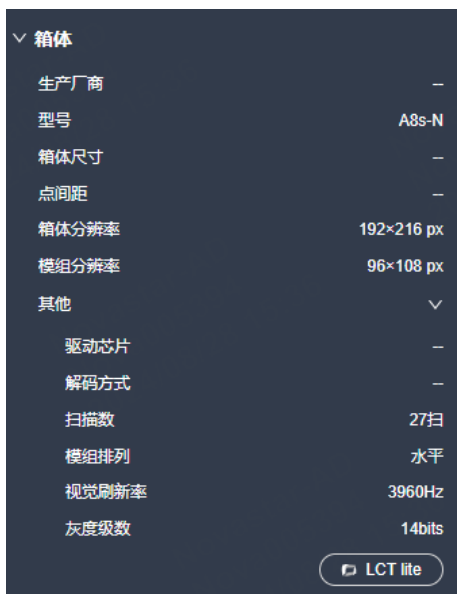 箱体
生产厂商 --
型号 A8s-N
箱体尺寸 --
点间距 --
箱体分辨率 192×216 px
模组分辨率 96×108 px
其他
驱动芯片 --
解码方式 --
扫描数 27扫
模组排列 水平
视觉刷新率 3960Hz
灰度级数 14bits
LCT lite